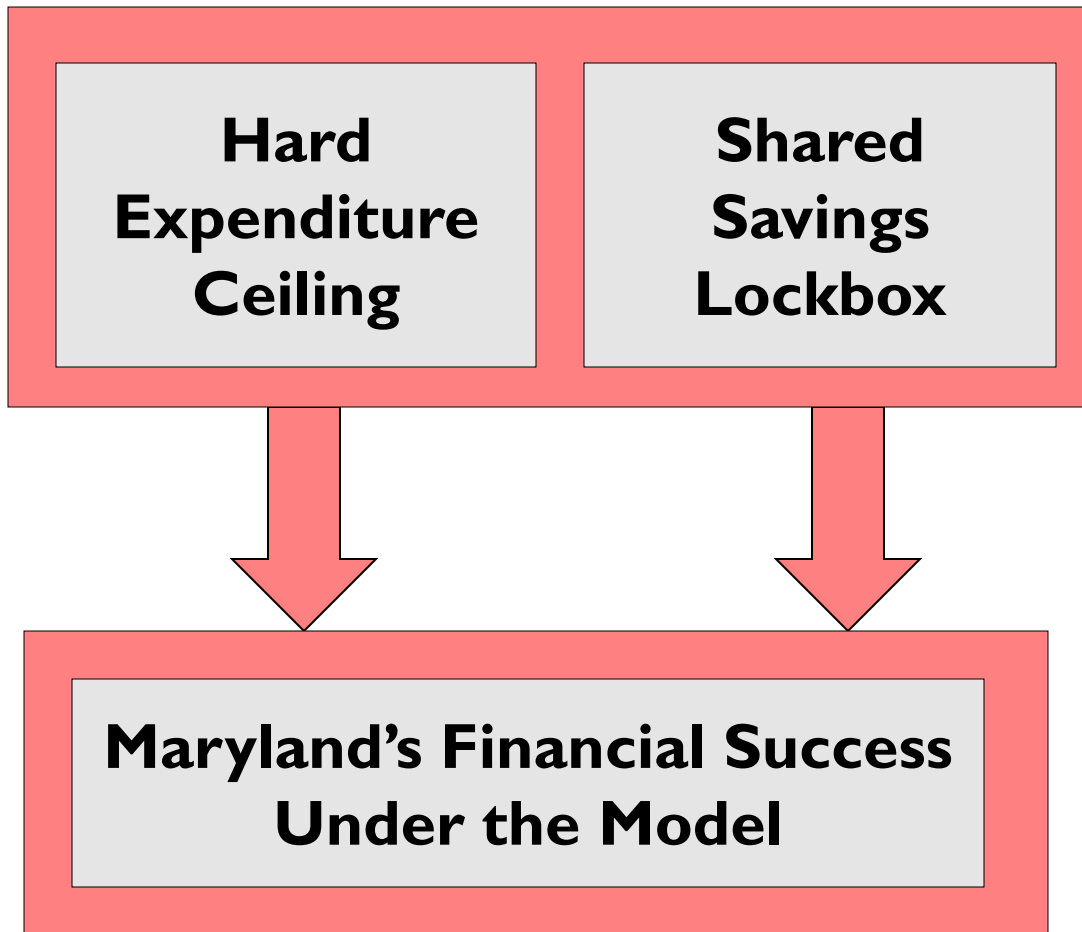 Hard
Expenditure
Ceiling
Shared
Savings
Lockbox
Maryland’s Financial Success
Under the Model